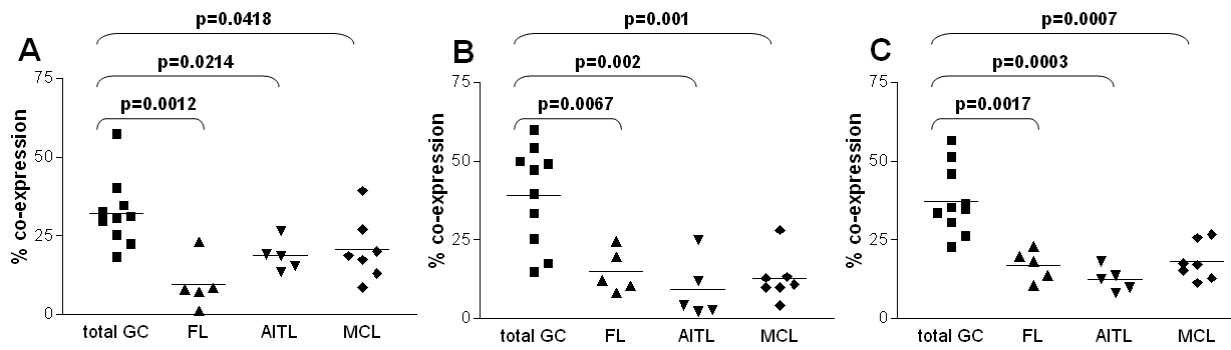 A
p=0.0418
p=0.0214
p=0.0012
75
50
25
0
% co-expression
total GC FL AITL MCL
B
p=0.001
p=0.002
p=0.0067
75
50
25
0
% co-expression
total GC FL AITL MCL
C
p=0.0007
p=0.0003
p=0.0017
75
50
25
0
% co-expression
total GC FL AITL MCL